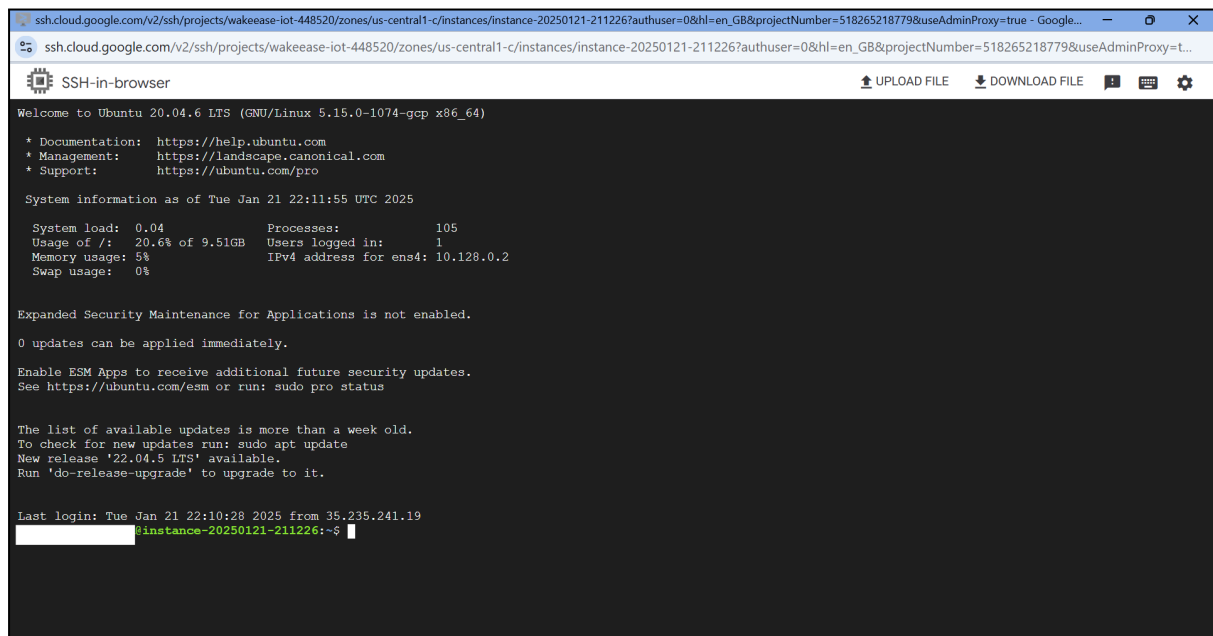 ssh.cloud.google.com/v2/ssh/projects/wakeease-iot-448520/zones/us-central1-c/instances/instance-20250121-211226?authuser=0&hl=en_GB&projectNumber=518265218779&useAdminProxy=true - Google...
ssh.cloud.google.com/v2/ssh/projects/wakeease-iot-448520/zones/us-central1-c/instances/instance-20250121-211226?authuser=0&hl=en_GB&projectNumber=518265218779&useAdminProxy=t...
SSH-in-browser UPLOAD FILE DOWNLOAD FILE
Welcome to Ubuntu 20.04.6 LTS (GNU/Linux 5.15.0-1074-gcp x86_64)
* Documentation: https://help.ubuntu.com
* Management: https://landscape.canonical.com
* Support: https://ubuntu.com/pro
System information as of Tue Jan 21 22:11:55 UTC 2025
System load: 0.04 Processes: 105
Usage of /: 20.6% of 9.51GB Users logged in: 1
Memory usage: 5% IPv4 address for ens4: 10.128.0.2
Swap usage: 0%
Expanded Security Maintenance for Applications is not enabled.
0 updates can be applied immediately.
Enable ESM Apps to receive additional future security updates.
See https://ubuntu.com/esm or run: sudo pro status
The list of available updates is more than a week old.
To check for new updates run: sudo apt update
New release '22.04.5 LTS' available.
Run 'do-release-upgrade' to upgrade to it.
Last login: Tue Jan 21 22:10:28 2025 from 35.235.241.19
@instance-20250121-211226:~$